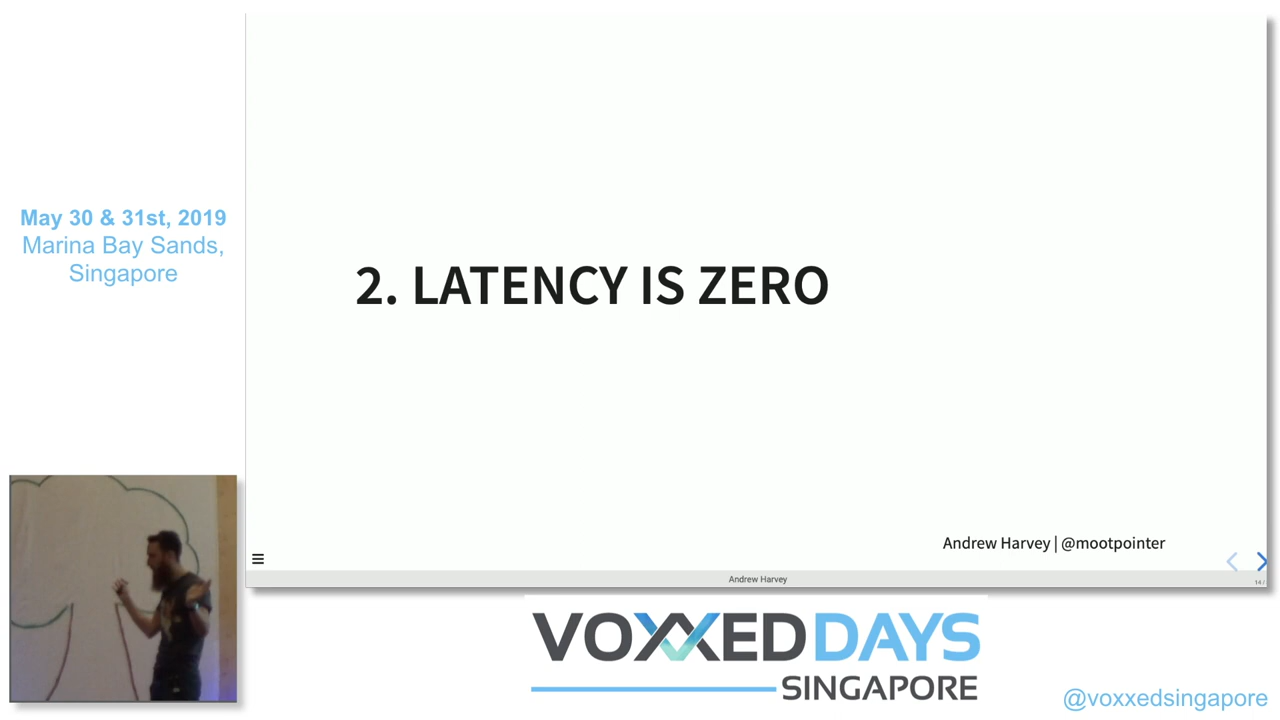 May 30 & 31st, 2019
Marina Bay Sands,
Singapore
2. LATENCY IS ZERO
Andrew Harvey | @mootpointer
Andrew Harvey
14 /
VOXXED DAYS
SINGAPORE
@voxxedsingapore